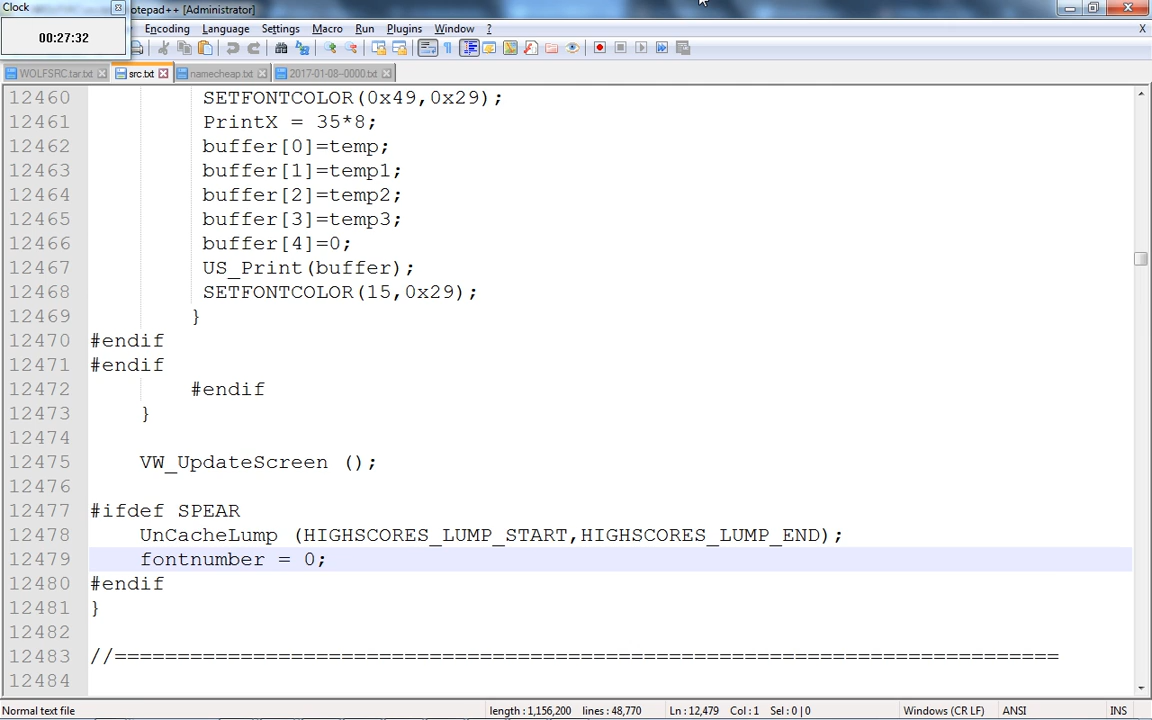 Clock
otepad++ [Administrator]
00:27:32
Encoding Language Settings Macro Run Plugins Window ?
X
WOLFSRC.tar.txt src.txt namecheap.txt 2017-01-08--0000.txt
12460 SETFONTCOLOR(0x49,0x29);
12461 PrintX = 35*8;
12462 buffer[0]=temp;
12463 buffer[1]=temp1;
12464 buffer[2]=temp2;
12465 buffer[3]=temp3;
12466 buffer[4]=0;
12467 US_Print(buffer);
12468 SETFONTCOLOR(15,0x29);
12469 }
12470 #endif
12471 #endif
12472 #endif
12473 }
12474
12475 VW_UpdateScreen ();
12476
12477 #ifdef SPEAR
12478 UnCacheLump (HIGHSCORES_LUMP_START,HIGHSCORES_LUMP_END);
12479 fontnumber = 0;
12480 #endif
12481 }
12482
12483 //===========================================================================
12484
Normal text file length : 1,156,200 lines : 48,770 Ln : 12,479 Col : 1 Sel : 0 | 0 Windows (CR LF) ANSI INS